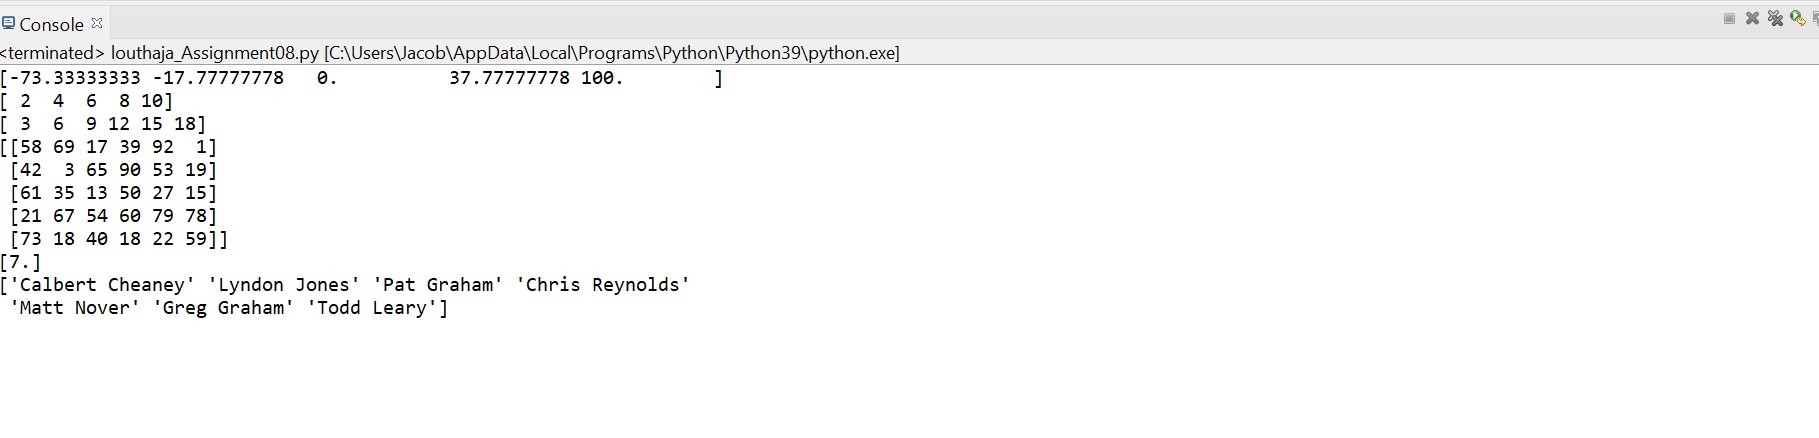 Console
<terminated> louthaja_Assignment08.py [C:\Users\Jacob\AppData\Local\Programs\Python\Python39\python.exe]
[-73.33333333 -17.77777778   0.          37.77777778 100.        ]
[ 2  4  6  8 10]
[ 3  6  9 12 15 18]
[[58 69 17 39 92  1]
 [42  3 65 90 53 19]
 [61 35 13 50 27 15]
 [21 67 54 60 79 78]
 [73 18 40 18 22 59]]
[7.]
['Calbert Cheaney' 'Lyndon Jones' 'Pat Graham' 'Chris Reynolds'
 'Matt Nover' 'Greg Graham' 'Todd Leary']